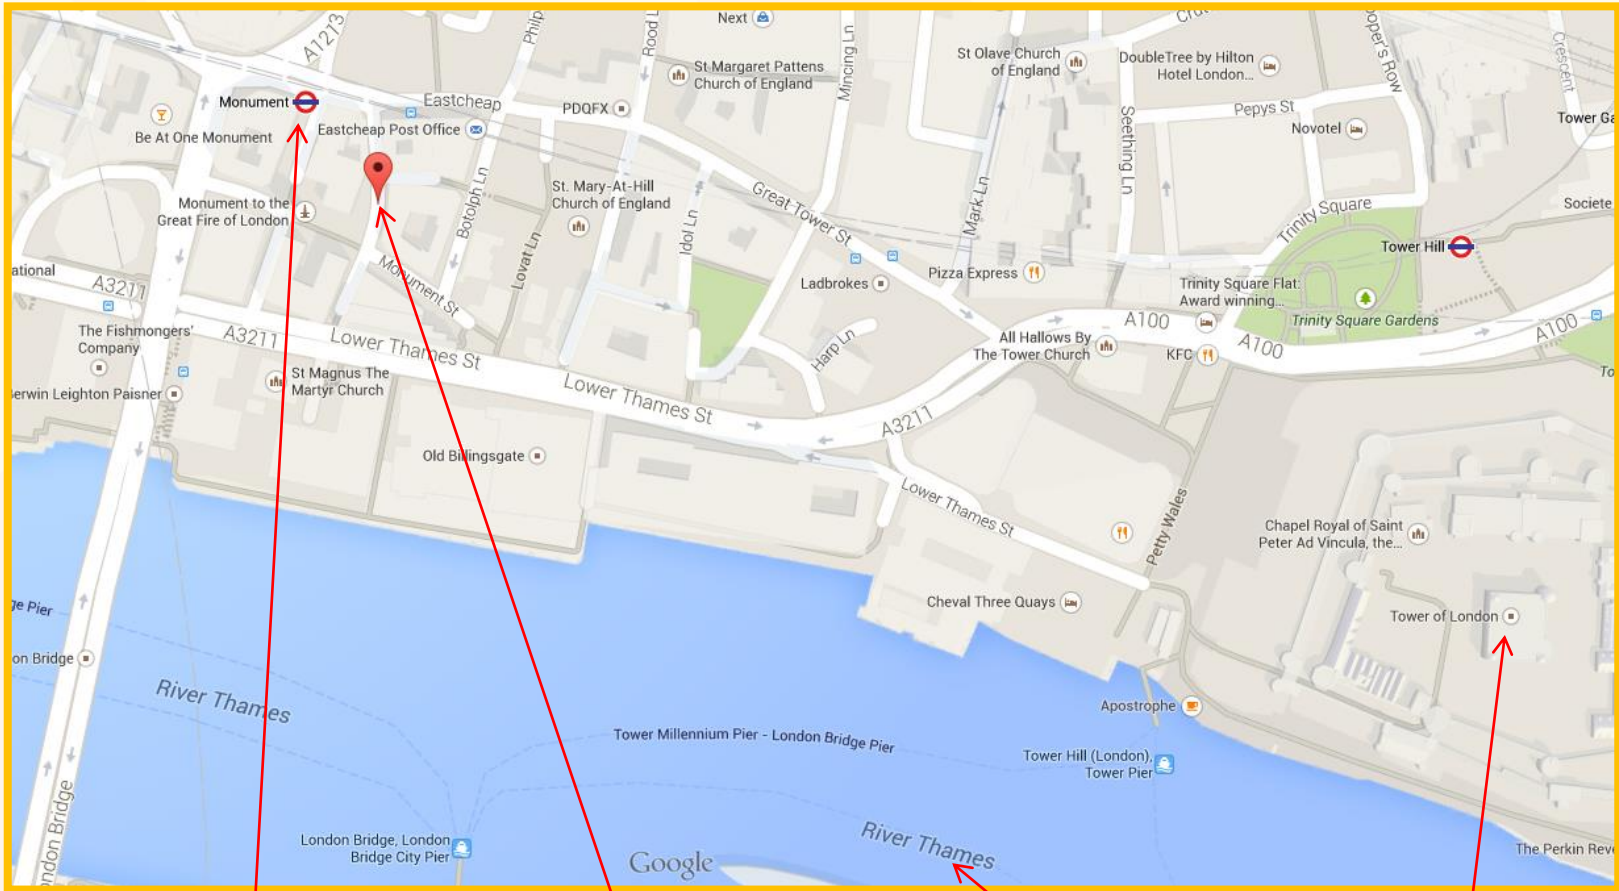 Next
A1213
Philp
Rood L
Mincing Ln
Cru
ooper's Row
Crescent
St Olave Church
of England
DoubleTree by Hilton
Hotel London...
St Margaret Pattens
Church of England
Monument
Eastcheap
PDQFX
Pepys St
Tower Ga
Be At One Monument
Eastcheap Post Office
Novotel
Seething Ln
St. Mary-At-Hill
Church of England
Botolph Ln
Great Tower St
Mark Ln
Monument to the
Great Fire of London
Trinity Square
Societe
Idol Ln
Lovat Ln
Tower Hill
ational
A3211
Monument St
Ladbrokes
Pizza Express
Trinity Square Flat:
Award winning...
Trinity Square Gardens
The Fishmongers'
Company
A3211
Lower Thames St
Harp Ln
All Hallows By
The Tower Church
A100
KFC
A100
A100
To
St Magnus The
Martyr Church
erwin Leighton Paisner
Lower Thames St
A3211
Old Billingsgate
Lower Thames St
Petty Wales
Chapel Royal of Saint
Peter Ad Vincula, the...
ge Pier
Cheval Three Quays
Tower of London
on Bridge
River Thames
Apostrophe
Tower Millennium Pier - London Bridge Pier
Tower Hill (London),
Tower Pier
ondon Bridge
London Bridge, London
Bridge City Pier
Google
River Thames
The Perkin Reve